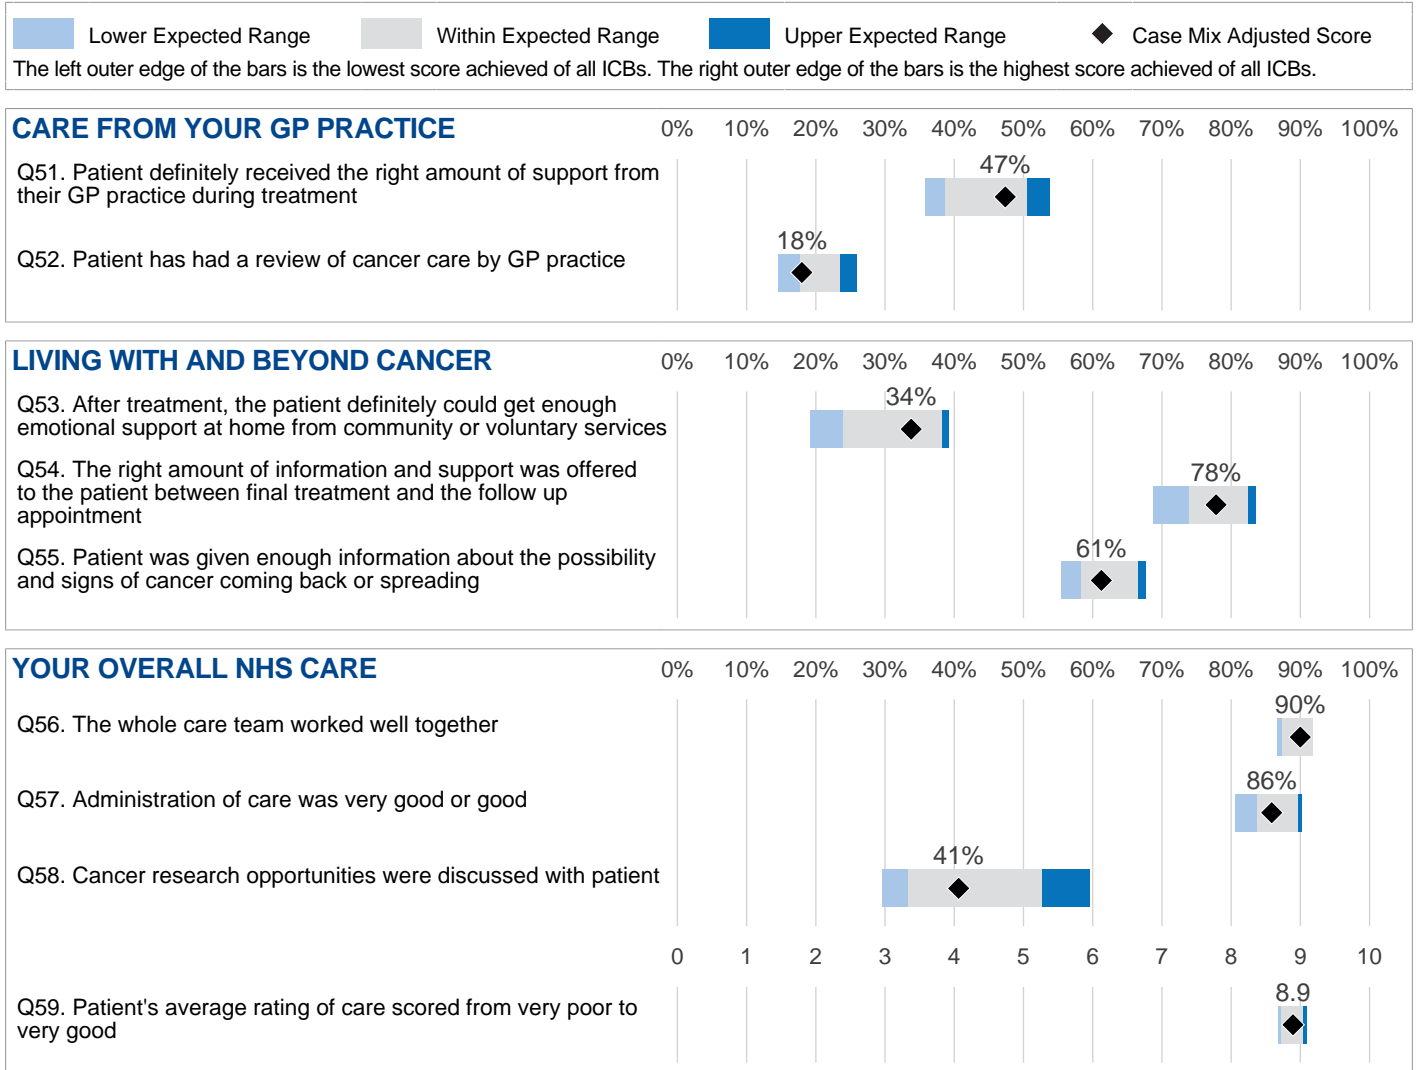 Lower Expected Range Within Expected Range Upper Expected Range Case Mix Adjusted Score
The left outer edge of the bars is the lowest score achieved of all ICBs. The right outer edge of the bars is the highest score achieved of all ICBs.
CARE FROM YOUR GP PRACTICE 0% 10% 20% 30% 40% 50% 60% 70% 80% 90% 100%
47%
Q51. Patient definitely received the right amount of support from
their GP practice during treatment
18%
Q52. Patient has had a review of cancer care by GP practice
LIVING WITH AND BEYOND CANCER 0% 10% 20% 30% 40% 50% 60% 70% 80% 90% 100%
34%
Q53. After treatment, the patient definitely could get enough
emotional support at home from community or voluntary services
78%
Q54. The right amount of information and support was offered
to the patient between final treatment and the follow up
appointment
61%
Q55. Patient was given enough information about the possibility
and signs of cancer coming back or spreading
YOUR OVERALL NHS CARE 0% 10% 20% 30% 40% 50% 60% 70% 80% 90% 100%
90%
Q56. The whole care team worked well together
86%
Q57. Administration of care was very good or good
41%
Q58. Cancer research opportunities were discussed with patient
0 1 2 3 4 5 6 7 8 9 10
8.9
Q59. Patient's average rating of care scored from very poor to
very good